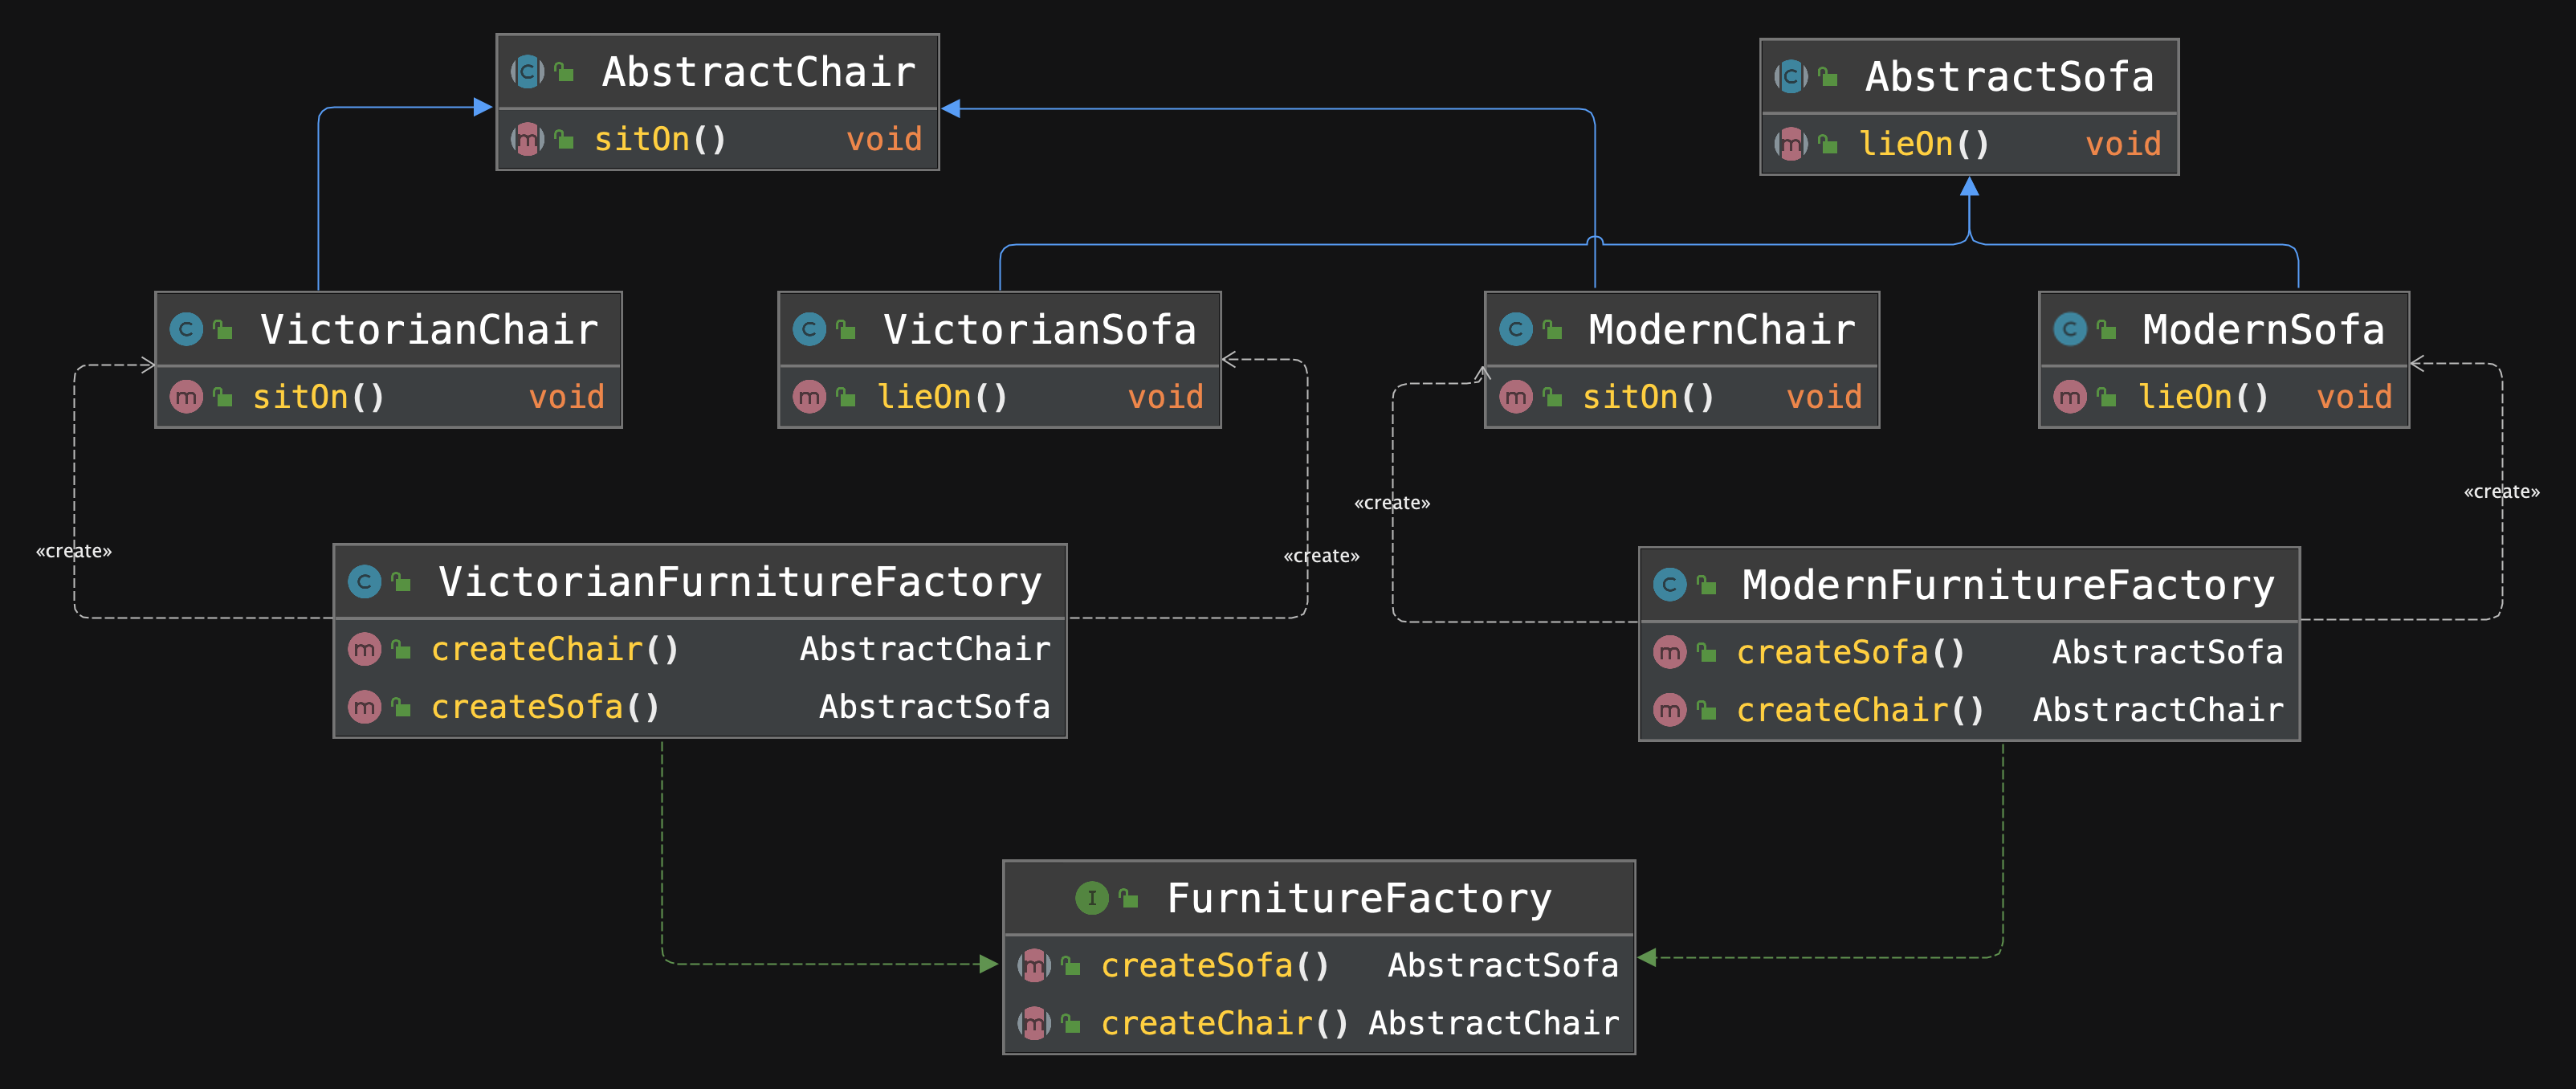 AbstractChair
sitOn() void
AbstractSofa
lieOn() void
VictorianChair
sitOn() void
VictorianSofa
lieOn() void
ModernChair
sitOn() void
ModernSofa
lieOn() void
«create»
«create»
«create»
«create»
VictorianFurnitureFactory
createChair() AbstractChair
createSofa() AbstractSofa
ModernFurnitureFactory
createSofa() AbstractSofa
createChair() AbstractChair
FurnitureFactory
createSofa() AbstractSofa
createChair() AbstractChair